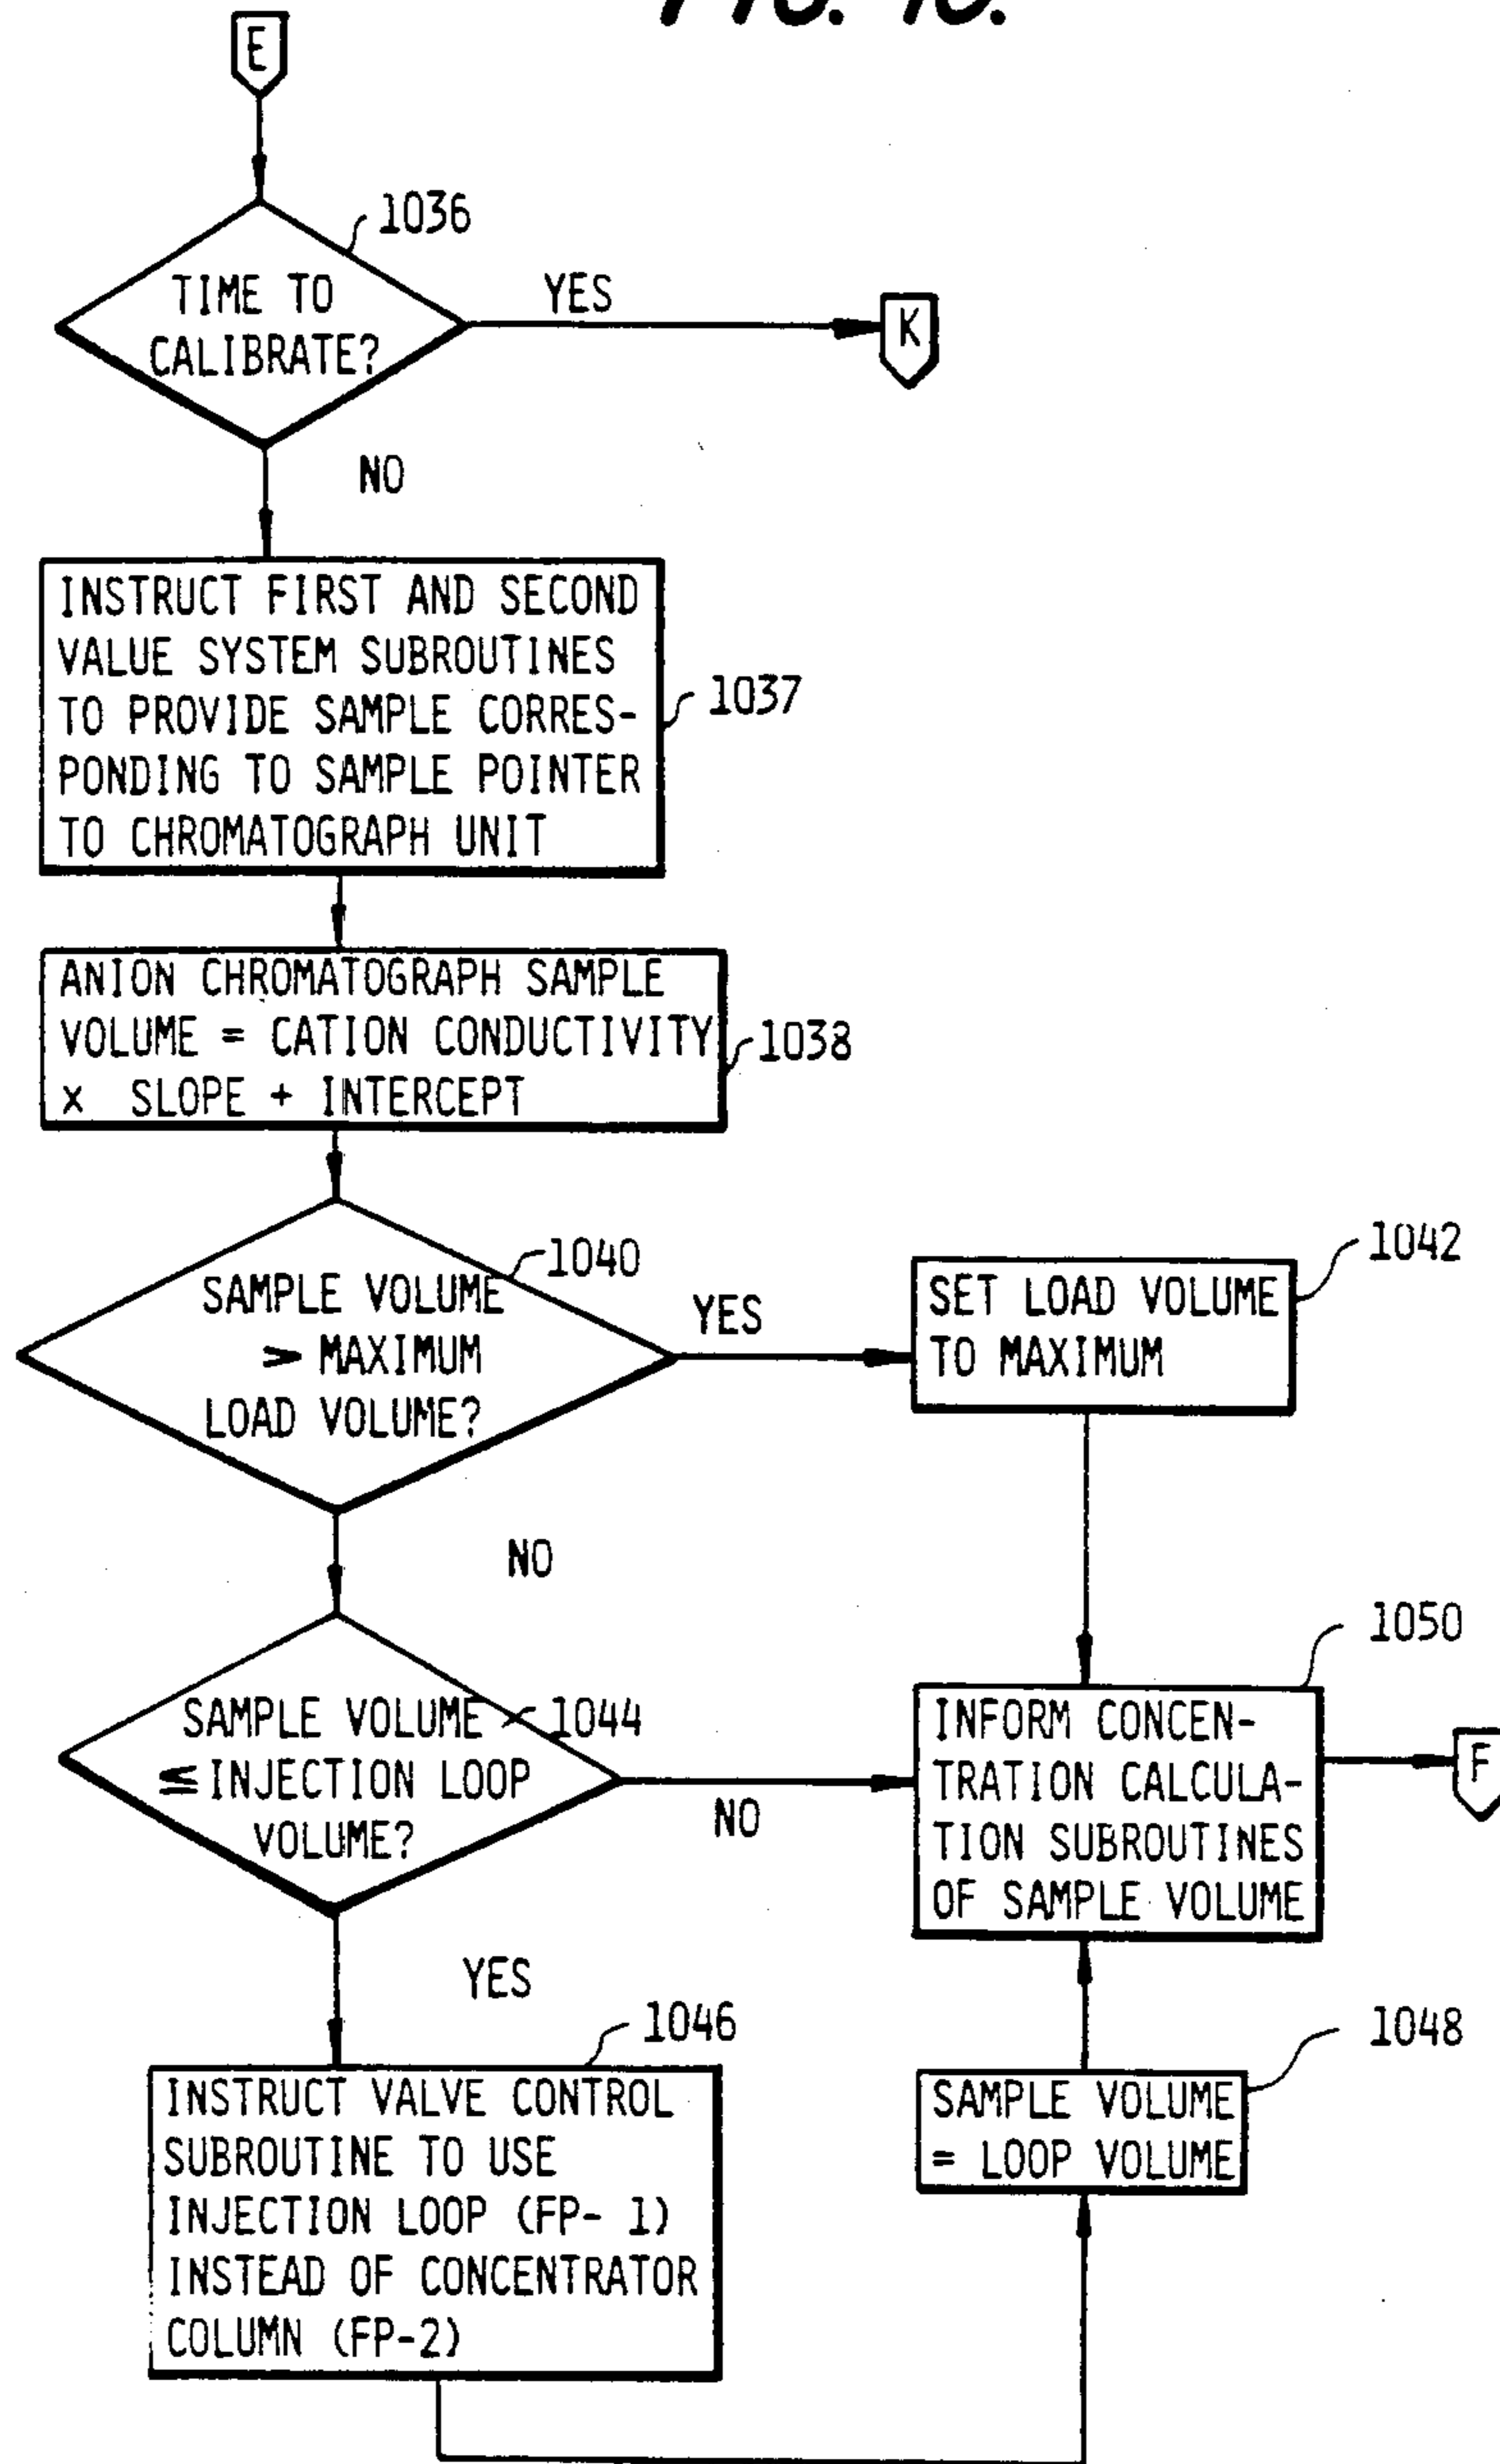 E
1036
TIME TO
CALIBRATE?
YES
K
NO
INSTRUCT FIRST AND SECOND
VALUE SYSTEM SUBROUTINES
TO PROVIDE SAMPLE CORRES-
PONDING TO SAMPLE POINTER
TO CHROMATOGRAPH UNIT
1037
ANION CHROMATOGRAPH SAMPLE
VOLUME = CATION CONDUCTIVITY
x SLOPE + INTERCEPT
1038
1040
SAMPLE VOLUME
> MAXIMUM
LOAD VOLUME?
YES
1042
SET LOAD VOLUME
TO MAXIMUM
NO
1044
SAMPLE VOLUME
≦ INJECTION LOOP
VOLUME?
NO
1050
INFORM CONCEN-
TRATION CALCULA-
TION SUBROUTINES
OF SAMPLE VOLUME
F
YES
1046
INSTRUCT VALVE CONTROL
SUBROUTINE TO USE
INJECTION LOOP (FP- 1)
INSTEAD OF CONCENTRATOR
COLUMN (FP-2)
1048
SAMPLE VOLUME
= LOOP VOLUME